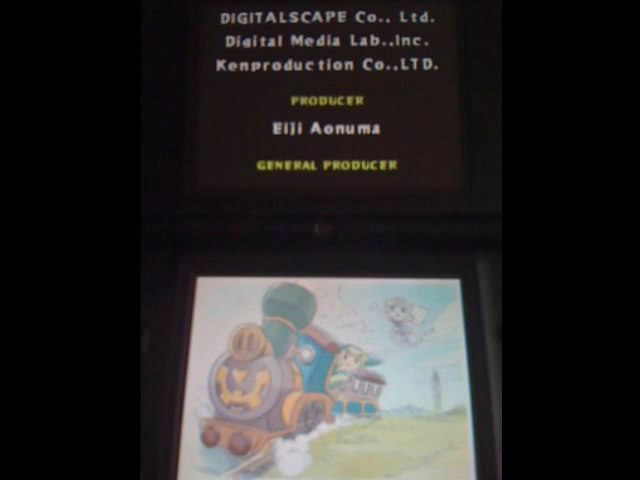 DIGITALSCAPE Co., Ltd.
Digital Media Lab.,Inc.
Kenproduction Co.,LTD.
PRODUCER
Eiji Aonuma
GENERAL PRODUCER